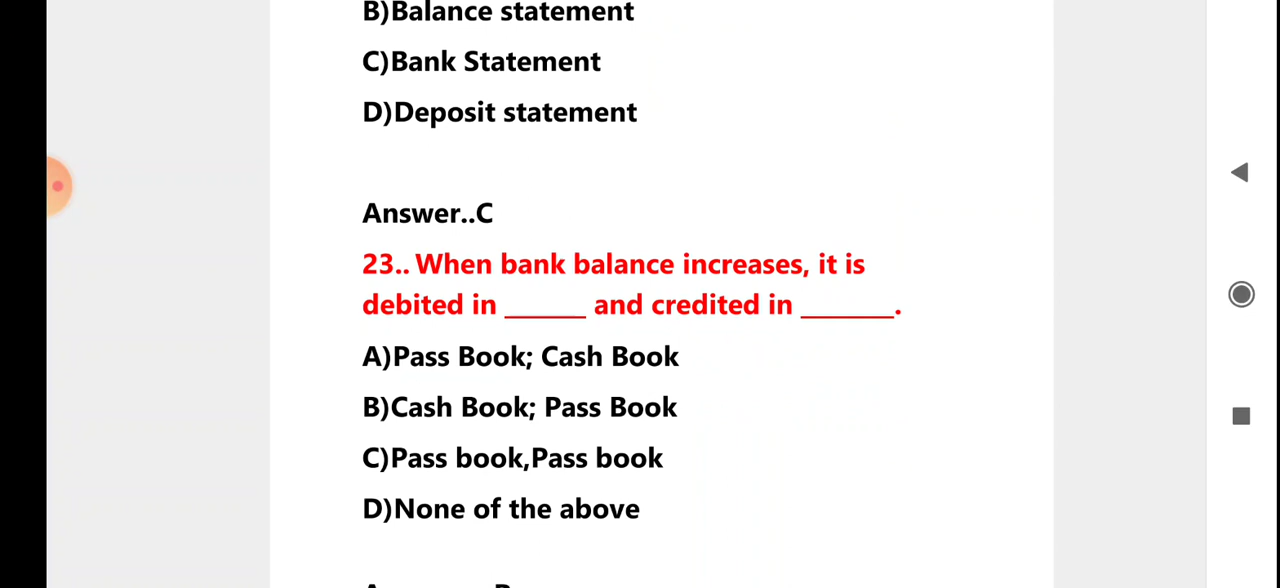 B)Balance statement
C)Bank Statement
D)Deposit statement
Answer..C
23.. When bank balance increases, it is
debited in ______ and credited in _______.
A)Pass Book; Cash Book
B)Cash Book; Pass Book
C)Pass book,Pass book
D)None of the above